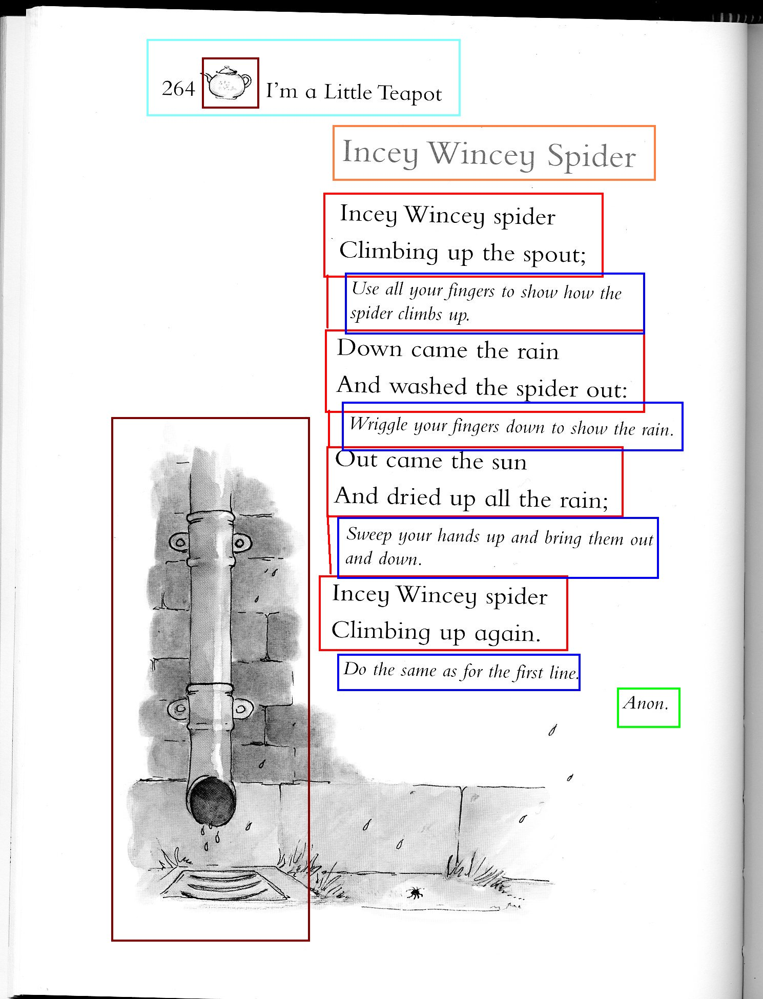 264 I'm a Little Teapot
Incey Wincey Spider
Incey Wincey spider
Climbing up the spout;
Use all your fingers to show how the
spider climbs up.
Down came the rain
And washed the spider out:
Wriggle your fingers down to show the rain.
Out came the sun
And dried up all the rain;
Sweep your hands up and bring them out
and down.
Incey Wincey spider
Climbing up again.
Do the same as for the first line.
Anon.